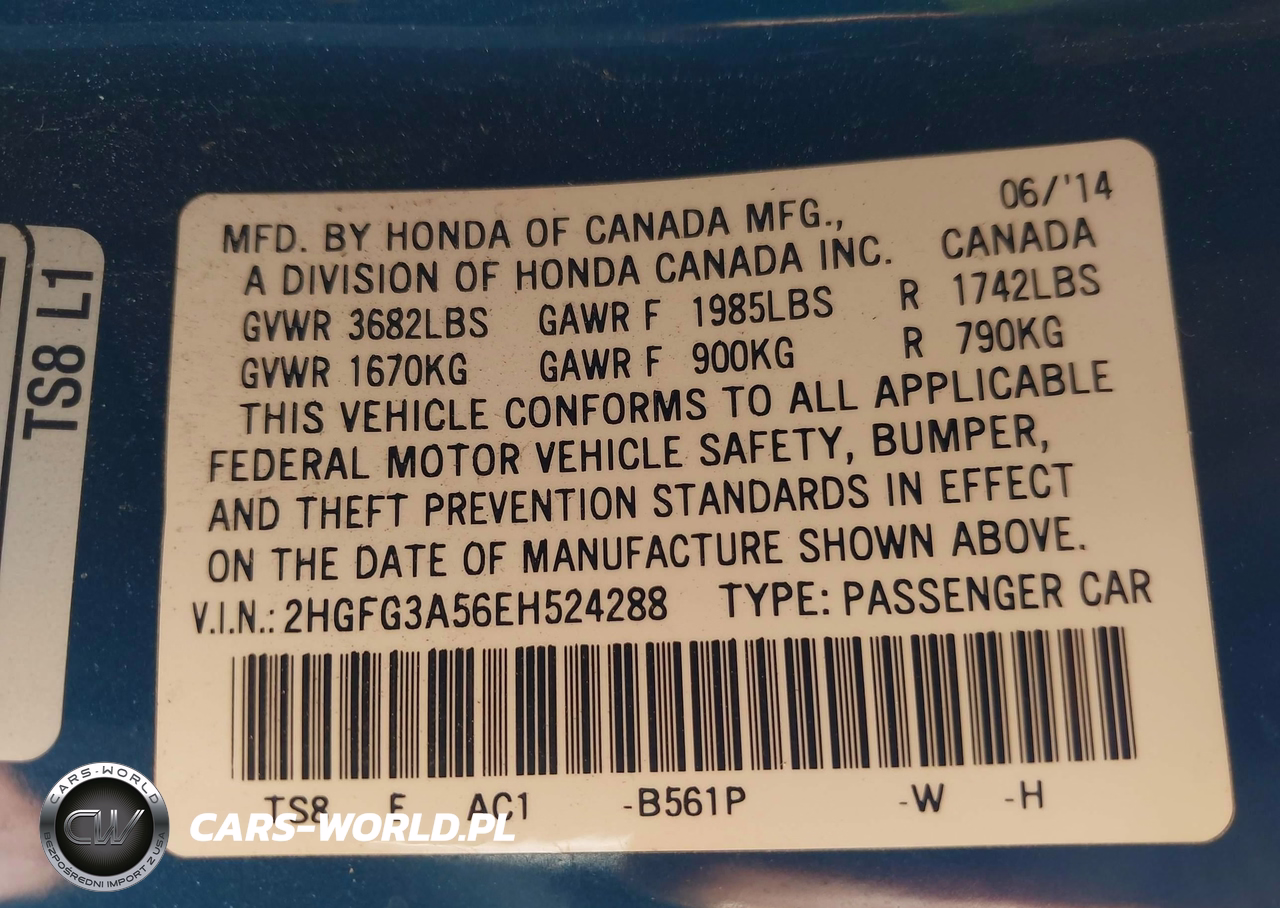 06/'14
MFD. BY HONDA OF CANADA MFG.,
A DIVISION OF HONDA CANADA INC. CANADA
GVWR 3682LBS GAWR F 1985LBS R 1742LBS
GVWR 1670KG GAWR F 900KG R 790KG
THIS VEHICLE CONFORMS TO ALL APPLICABLE
FEDERAL MOTOR VEHICLE SAFETY, BUMPER,
AND THEFT PREVENTION STANDARDS IN EFFECT
ON THE DATE OF MANUFACTURE SHOWN ABOVE.
V.I.N.: 2HGFG3A56EH524288 TYPE: PASSENGER CAR
TS8 AC1 -B561P -W -H
TS8 L1
CARS-WORLD
CW
BEZPOŚREDNI IMPORT Z USA
CARS-WORLD.PL